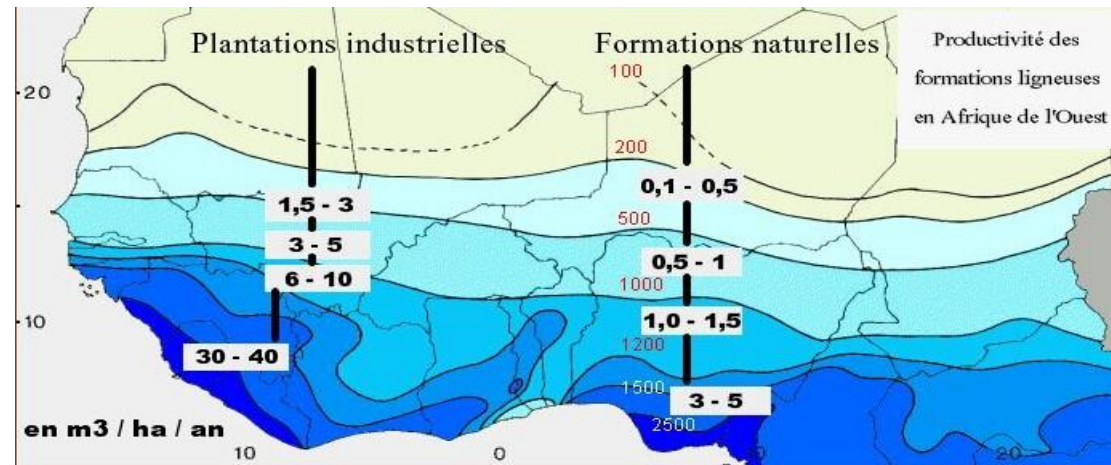 Plantations industrielles
Formations naturelles
Productivité des
formations ligneuses
en Afrique de l'Ouest
100
20
200
0,1 - 0,5
1,5 - 3
500
3 - 5
0,5 - 1
6 - 10
1000
10
1,0 - 1,5
1200
30 - 40
1500
3 - 5
2500
en m3 / ha / an
10
0
10
20